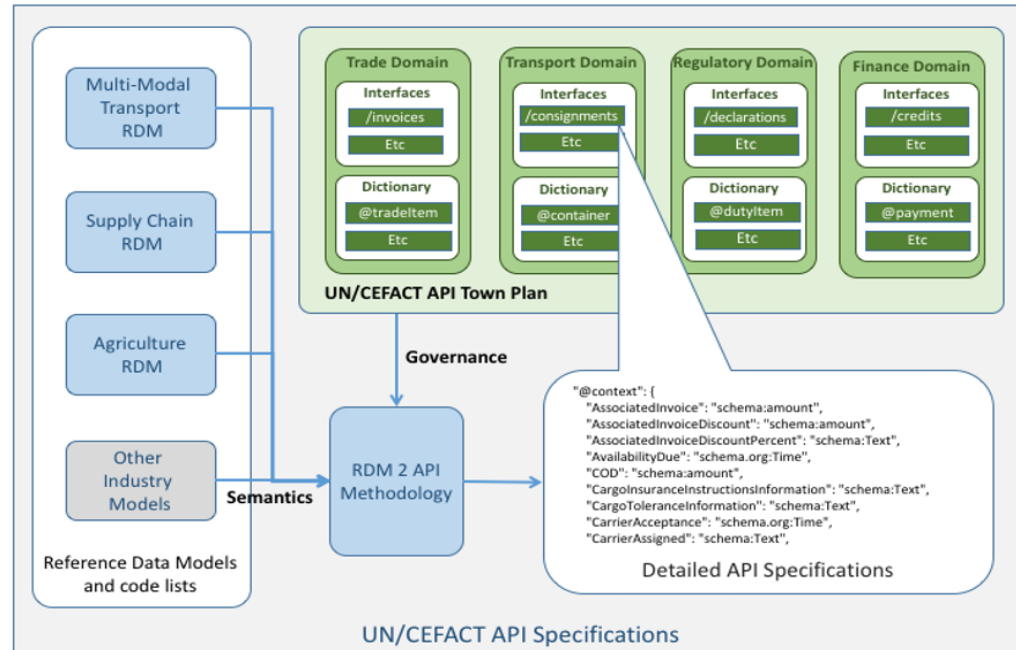 Multi-Modal
Transport
RDM
Supply Chain
RDM
Agriculture
RDM
Other
Industry
Models
Reference Data Models
and code lists
Trade Domain
Interfaces
/invoices
Etc
Dictionary
@tradeItem
Etc
Transport Domain
Interfaces
/consignments
Etc
Dictionary
@container
Etc
Regulatory Domain
Interfaces
/declarations
Etc
Dictionary
@dutyItem
Etc
Finance Domain
Interfaces
/credits
Etc
Dictionary
@payment
Etc
UN/CEFACT API Town Plan
Governance
Semantics
RDM 2 API
Methodology
"@context": {
"AssociatedInvoice": "schema:amount",
"AssociatedInvoiceDiscount": "schema:amount",
"AssociatedInvoiceDiscountPercent": "schema:Text",
"AvailabilityDue": "schema.org:Time",
"COD": "schema:amount",
"CargoInsuranceInstructionsInformation": "schema:Text",
"CargoToleranceInformation": "schema:Text",
"CarrierAcceptance": "schema.org:Time",
"CarrierAssigned": "schema:Text",
Detailed API Specifications
UN/CEFACT API Specifications